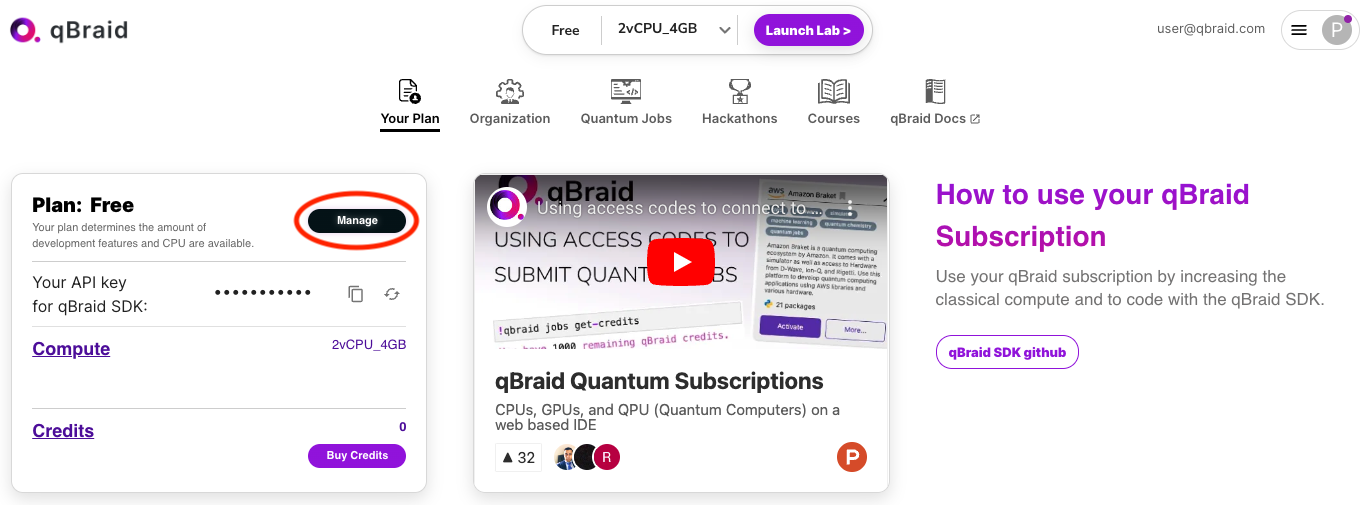 qBraid
Free
2vCPU_4GB
Launch Lab >
user@qbraid.com
P
Your Plan
Organization
Quantum Jobs
Hackathons
Courses
qBraid Docs
Plan: Free
Manage
Your plan determines the amount of
development features and CPU are available.
Your API key
for qBraid SDK:
Compute
2vCPU_4GB
Credits
0
Buy Credits
qBraid
Using access codes to connect to...
USING ACCESS CODES TO
SUBMIT QUANT BS
!qbraid jobs get-credits
1000 remaining qBraid credits.
aws
Amazon Braket
simulator
machine learning
quantum chemistry
quantum jobs
Amazon Braket is a quantum computing
ecosystem by Amazon. It comes with a
simulator as well as access to Hardware
from D-Wave, Ion-Q, and Rigetti. Use this
platform to develop quantum computing
applications using AWS libraries and
various hardware.
21 packages
Activate
More...
qBraid Quantum Subscriptions
CPUs, GPUs, and QPU (Quantum Computers) on a
web based IDE
▲ 32
R
P
How to use your qBraid
Subscription
Use your qBraid subscription by increasing the
classical compute and to code with the qBraid SDK.
qBraid SDK github